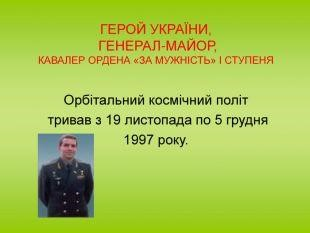 ГЕРОЙ УКРАЇНИ,
ГЕНЕРАЛ-МАЙОР,
КАВАЛЕР ОРДЕНА «ЗА МУЖНІСТЬ» І СТУПЕНЯ
Орбітальний космічний політ
тривав з 19 листопада по 5 грудня
1997 року.